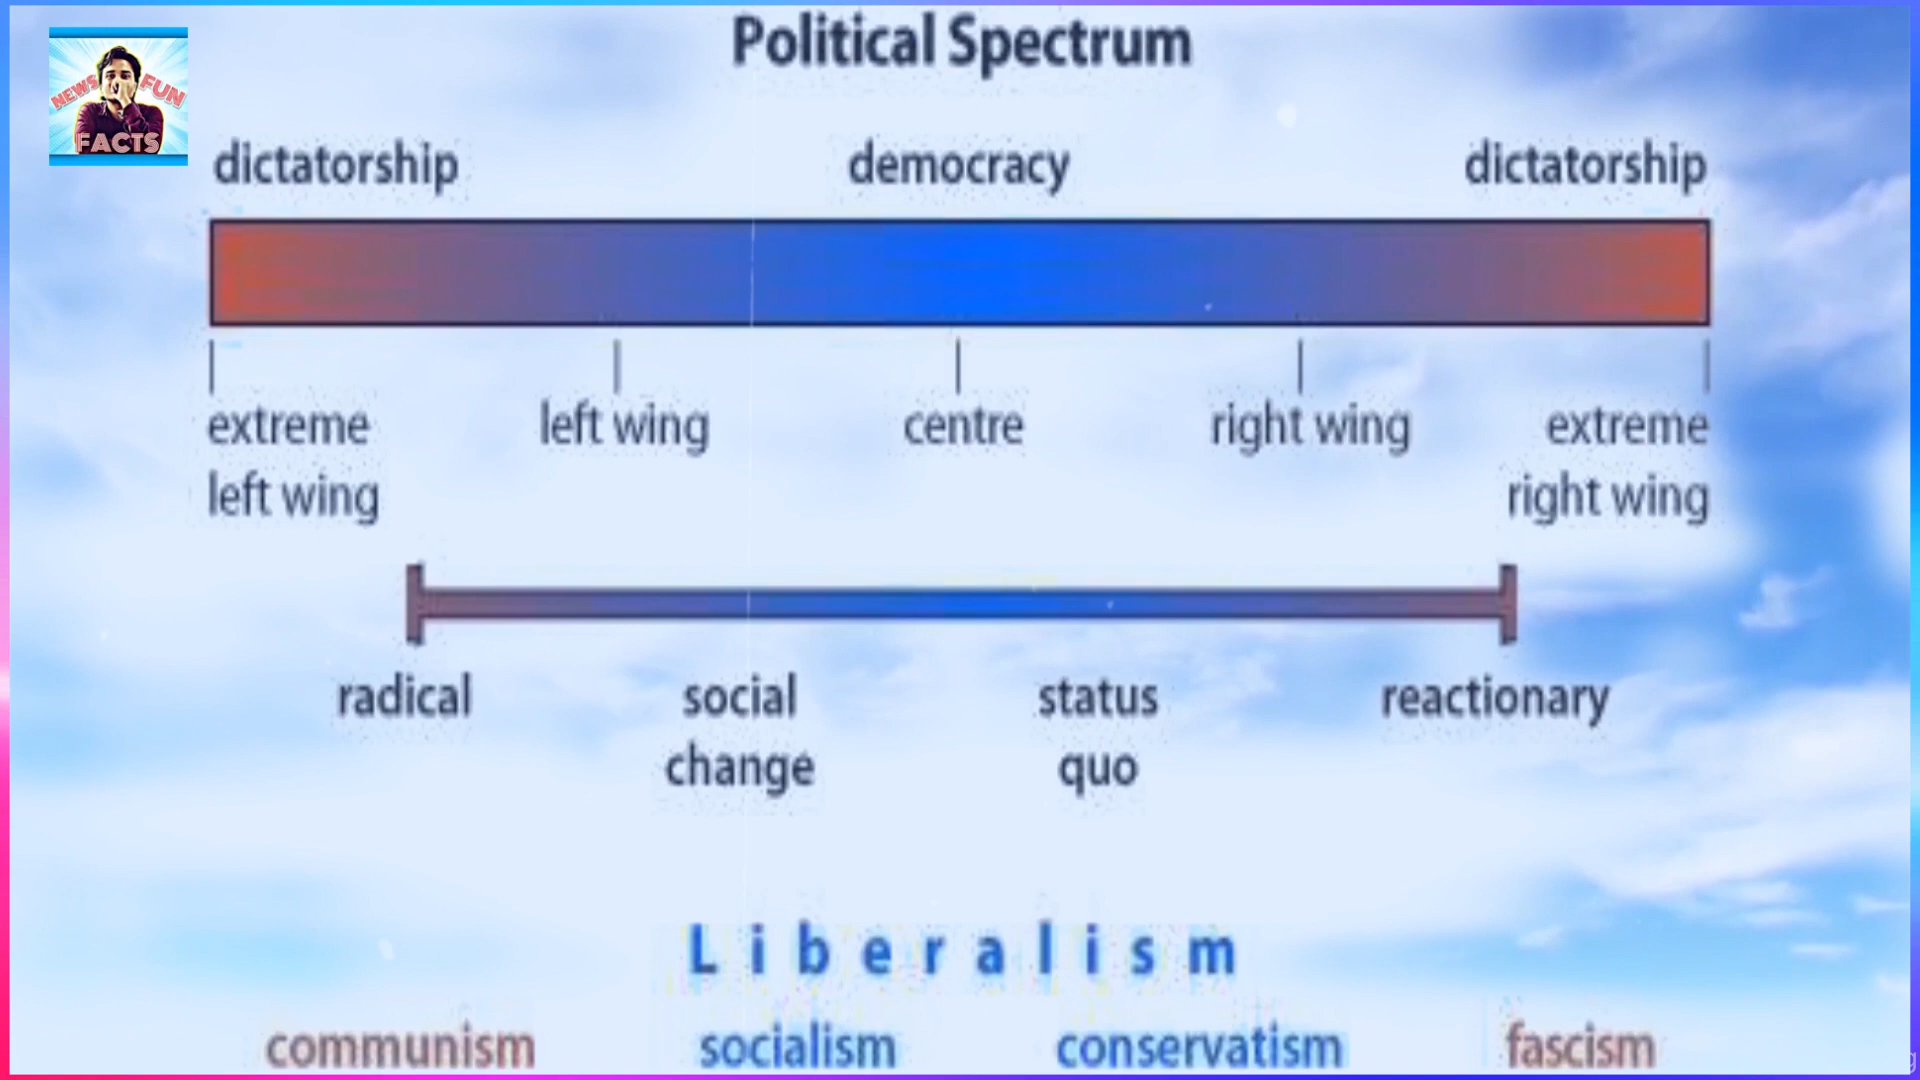 Political Spectrum
NEWS FUN
FACTS
dictatorship democracy dictatorship
extreme left wing centre right wing extreme
left wing right wing
radical social status reactionary
change quo
Liberalism
communism socialism conservatism fascism